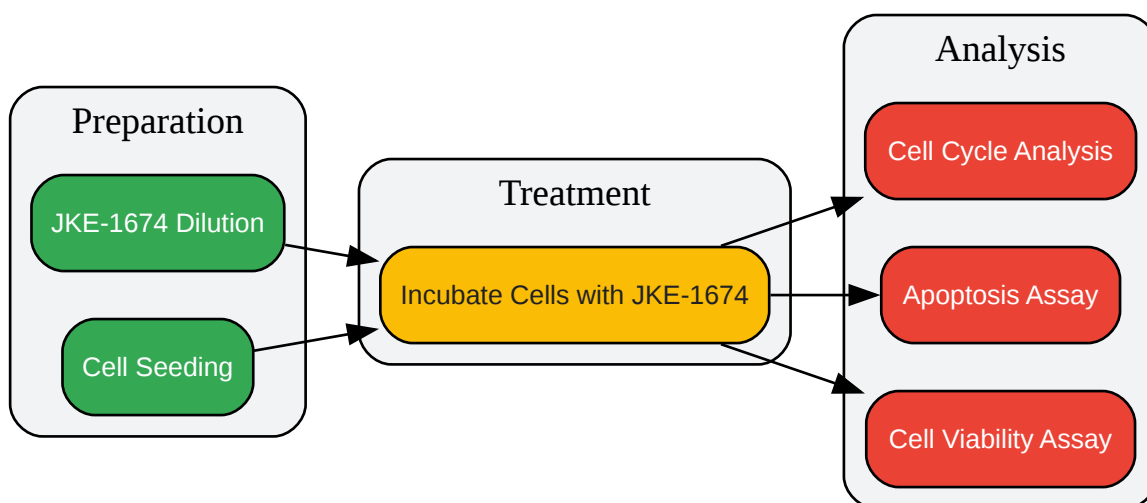 Preparation
JKE-1674 Dilution
Cell Seeding
Treatment
Incubate Cells with JKE-1674
Analysis
Cell Cycle Analysis
Apoptosis Assay
Cell Viability Assay